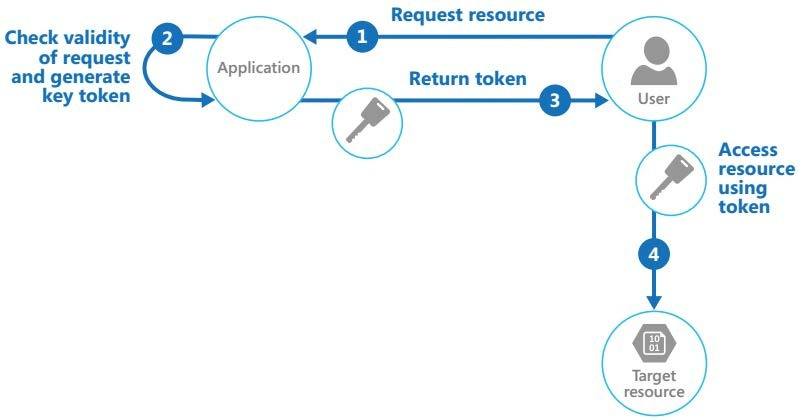 Request resource
1
2
Check validity
of request
and generate
key token
Application
Return token
3
User
Access
resource
using
token
4
10
01
Target
resource